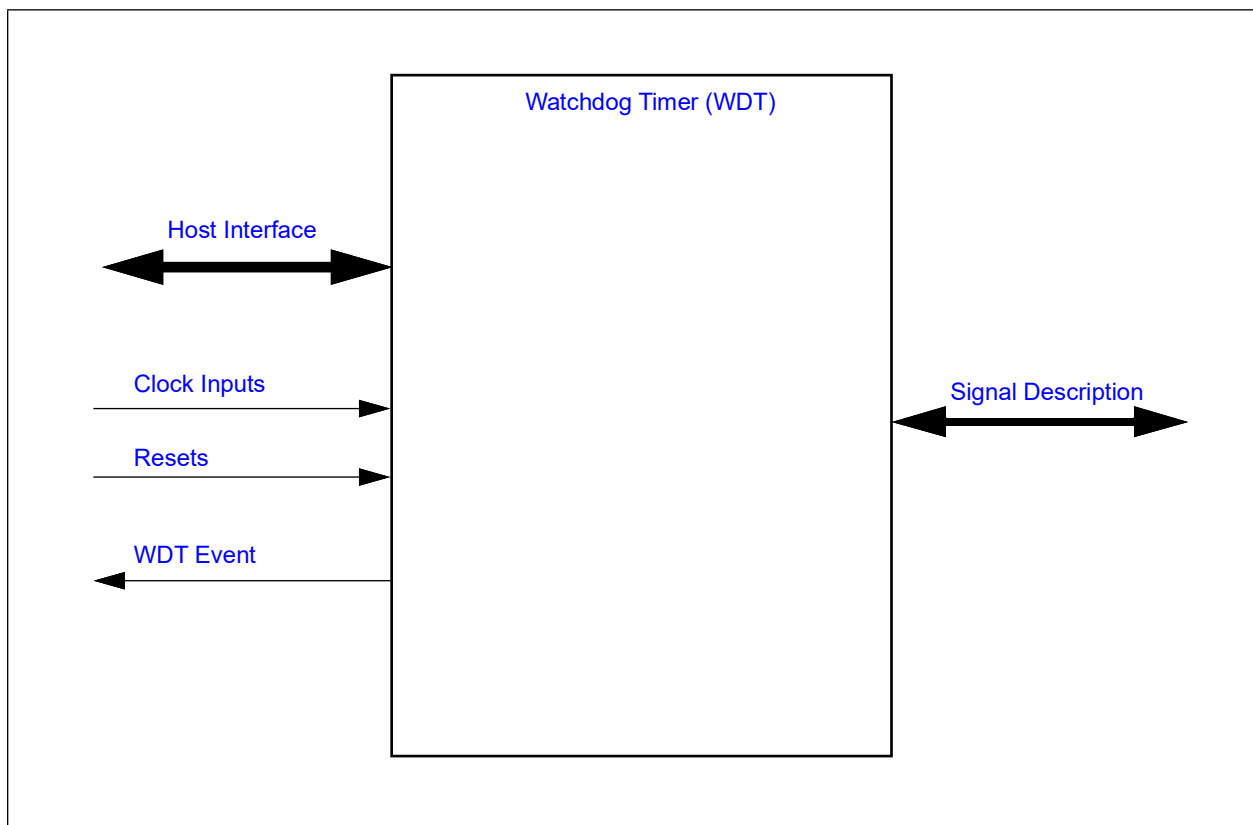 Watchdog Timer (WDT)
Host Interface
Clock Inputs
Signal Description
Resets
WDT Event